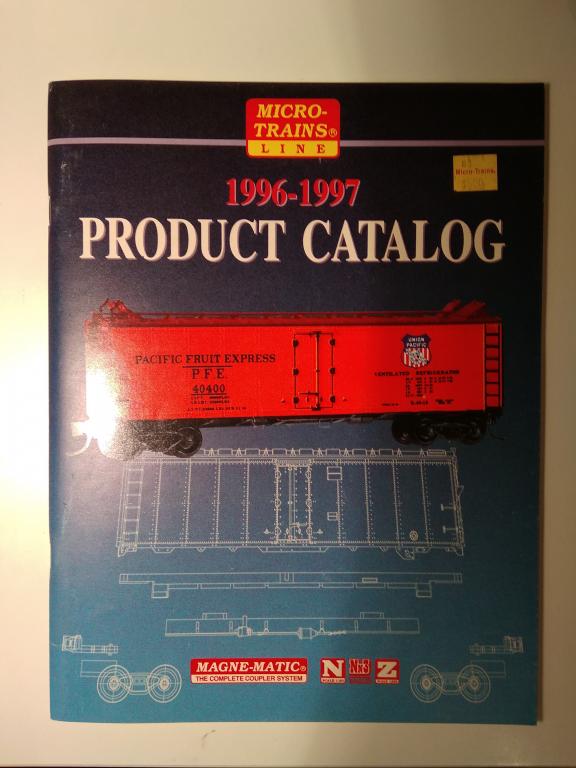 MICRO-
TRAINS®
LINE
Micro-Trains
1996-1997
PRODUCT CATALOG
PACIFIC FRUIT EXPRESS
P F E
40400
UNION
PACIFIC
VENTILATED REFRIGERATOR
MAGNE-MATIC®
THE COMPLETE COUPLER SYSTEM
N
Nn3
Z